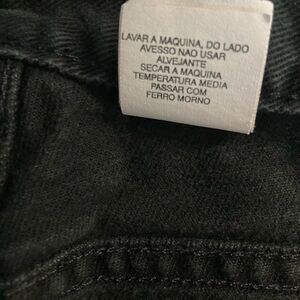 LAVAR A MAQUINA, DO LADO
AVESSO NAO USAR
ALVEJANTE
SECAR A MAQUINA
TEMPERATURA MEDIA
PASSAR COM
FERRO MORNO